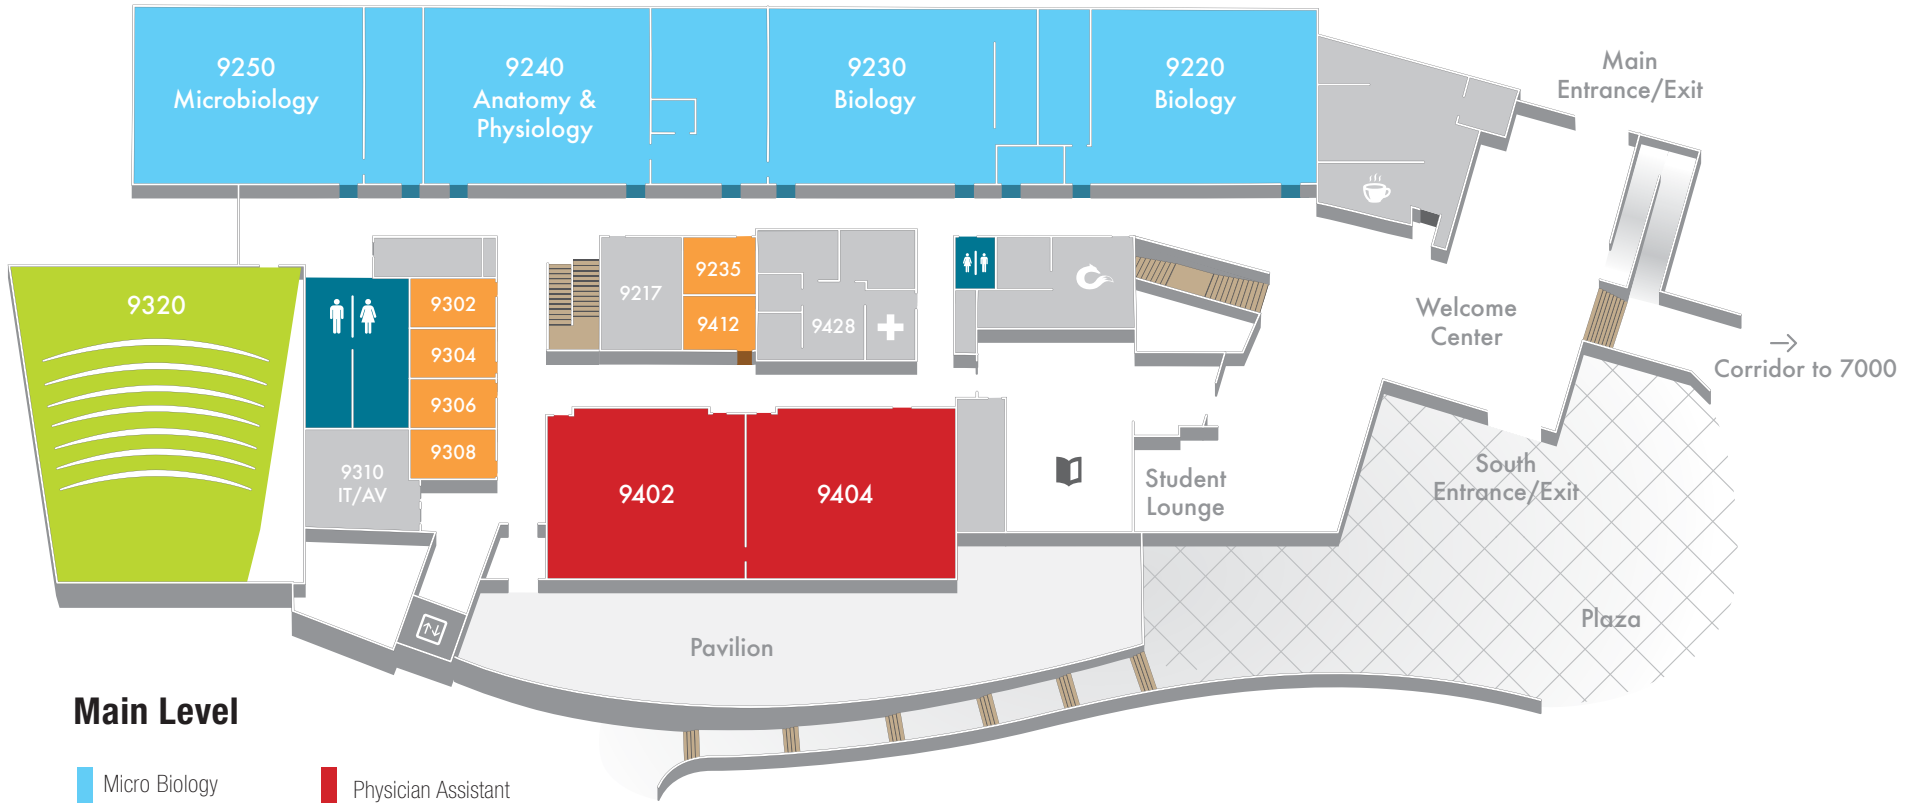 9250
Microbiology
9240
Anatomy &
Physiology
9230
Biology
9220
Biology
Main
Entrance/Exit
9320
9302
9304
9306
9308
9310
IT/AV
9217
9235
9412
9428
Welcome
Center
→
Corridor to 7000
9402
9404
Student
Lounge
South
Entrance/Exit
Plaza
Pavilion
Main Level
Micro Biology
Physician Assistant